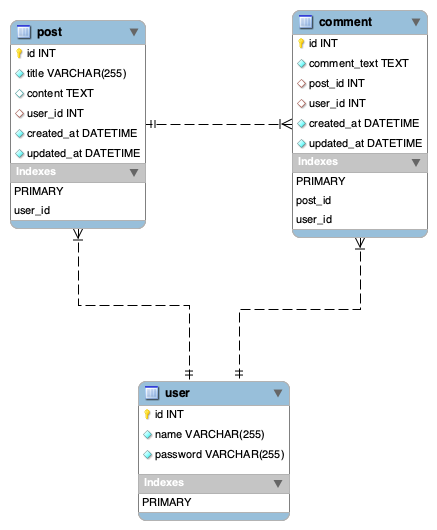 post
id INT
title VARCHAR(255)
content TEXT
user_id INT
created_at DATETIME
updated_at DATETIME
Indexes
PRIMARY
user_id
comment
id INT
comment_text TEXT
post_id INT
user_id INT
created_at DATETIME
updated_at DATETIME
Indexes
PRIMARY
post_id
user_id
user
id INT
name VARCHAR(255)
password VARCHAR(255)
Indexes
PRIMARY